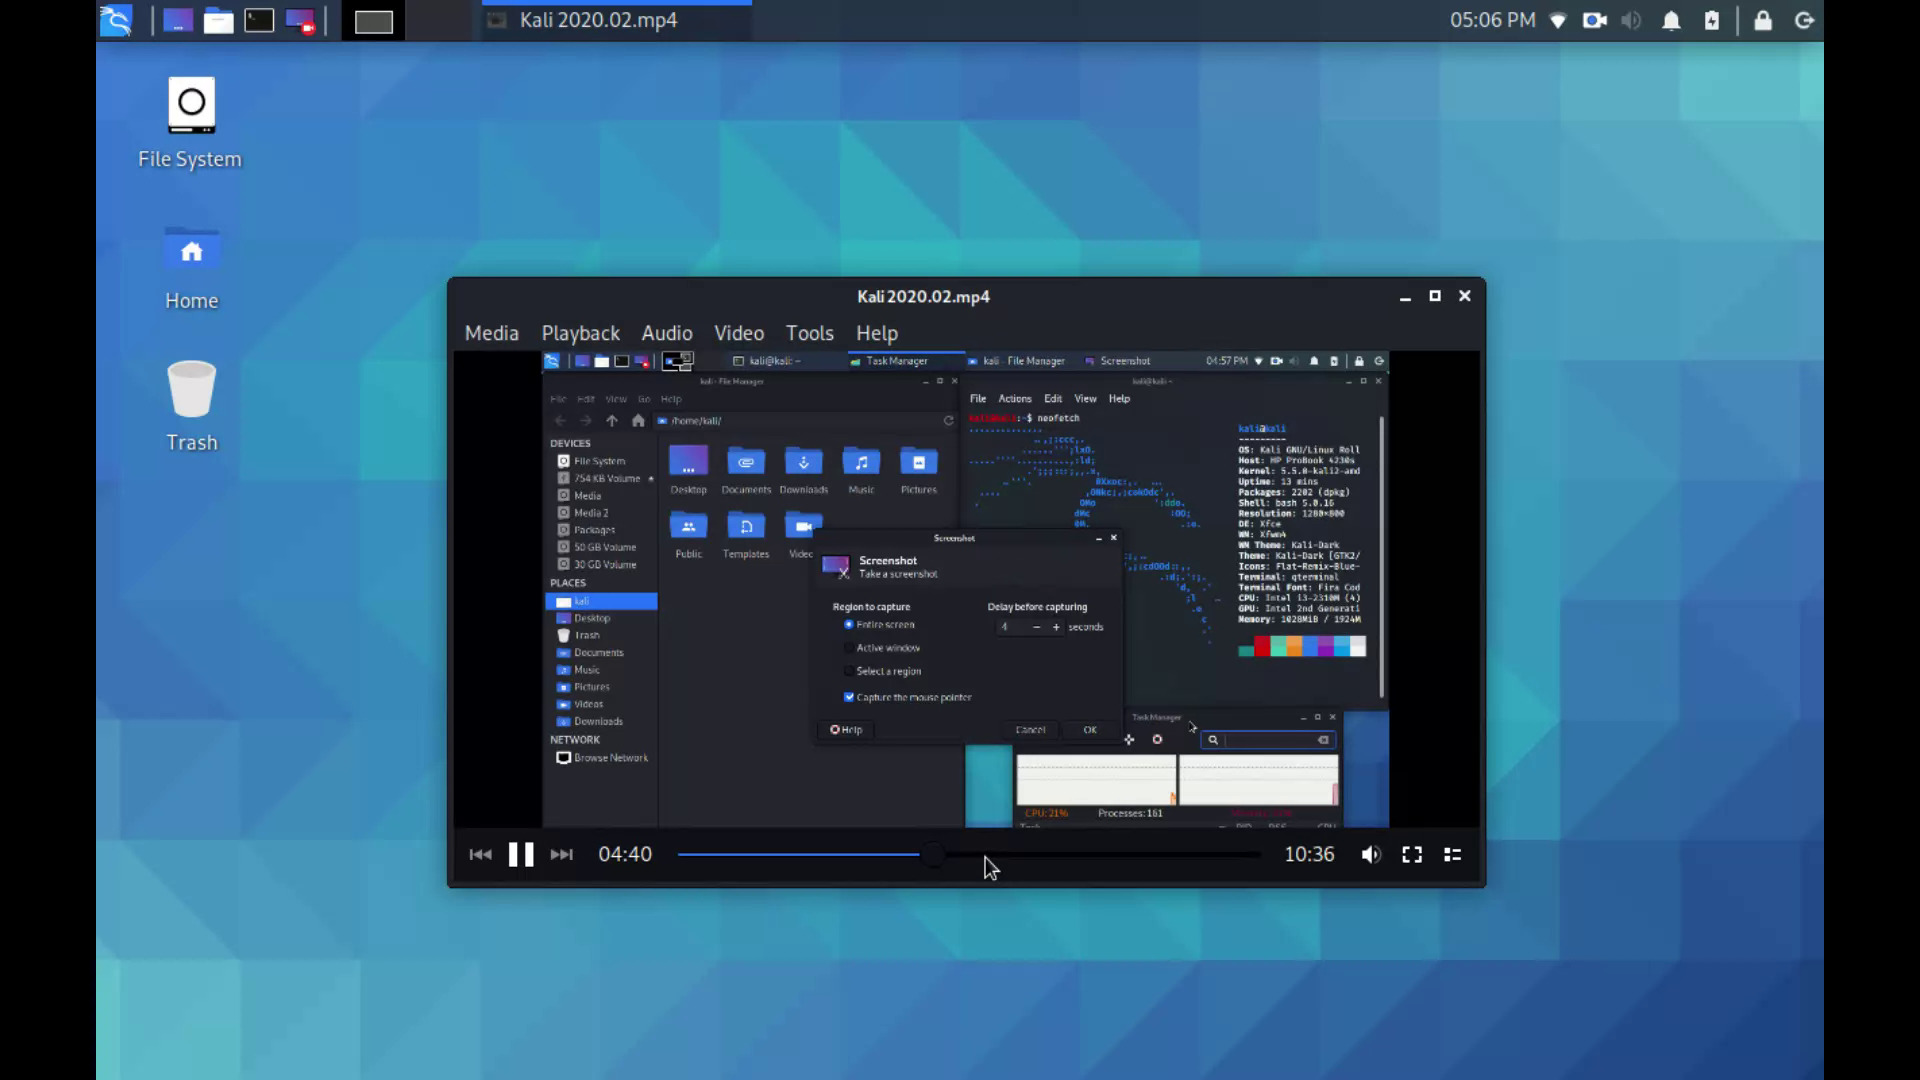 Kali 2020.02.mp4
05:06 PM
File System
Home
Trash
Kali 2020.02.mp4
Media Playback Audio Video Tools Help
kali@kali: ~
Task Manager
kali - File Manager
Screenshot
04:57 PM
kali - File Manager
File Edit View Go Help
/home/kali/
DEVICES
File System
754 KB Volume
Media
Media 2
Packages
50 GB Volume
30 GB Volume
PLACES
kali
Desktop
Trash
Documents
Music
Pictures
Videos
Downloads
NETWORK
Browse Network
Desktop Documents Downloads Music Pictures
Public Templates Videc
kali@kali: ~
File Actions Edit View Help
:~$ neofetch
kali@kali
OS: Kali GNU/Linux Roll
Host: HP ProBook 4230s
Kernel: 5.5.0-kali2-amd
Uptime: 13 mins
Packages: 2202 (dpkg)
Shell: bash 5.0.16
Resolution: 1280×800
DE: Xfce
WM: Xfwm4
WM Theme: Kali-Dark
Theme: Kali-Dark [GTK2/
Icons: Flat-Remix-Blue-
Terminal: qterminal
Terminal Font: Fira Cod
CPU: Intel i3-2310M (4)
GPU: Intel 2nd Generati
Memory: 1028MiB / 1924M
Screenshot
Screenshot
Take a screenshot
Region to capture
Entire screen
Active window
Select a region
Capture the mouse pointer
Delay before capturing
4 − + seconds
Help
Cancel
OK
Task Manager
CPU: 21%
Processes: 161
04:40
10:36